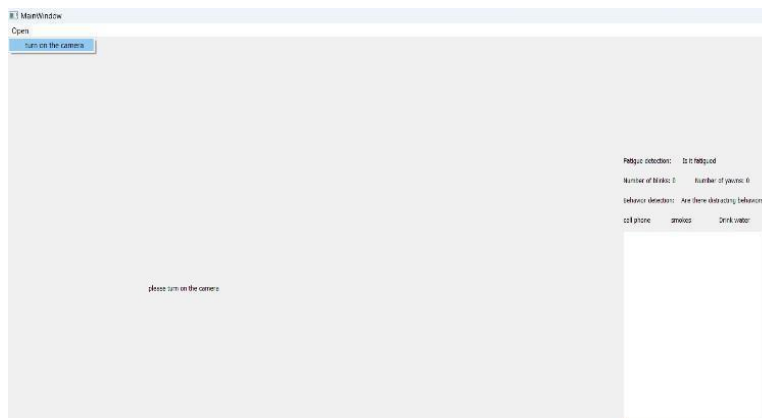 MainWindow
Open
turn on the camera
Fatigue detection: Is it fatigued
Number of blinks: 0 Number of yawns: 0
Behavior detection: Are there distracting behaviors
cell phone smokes Drink water
please turn on the camera